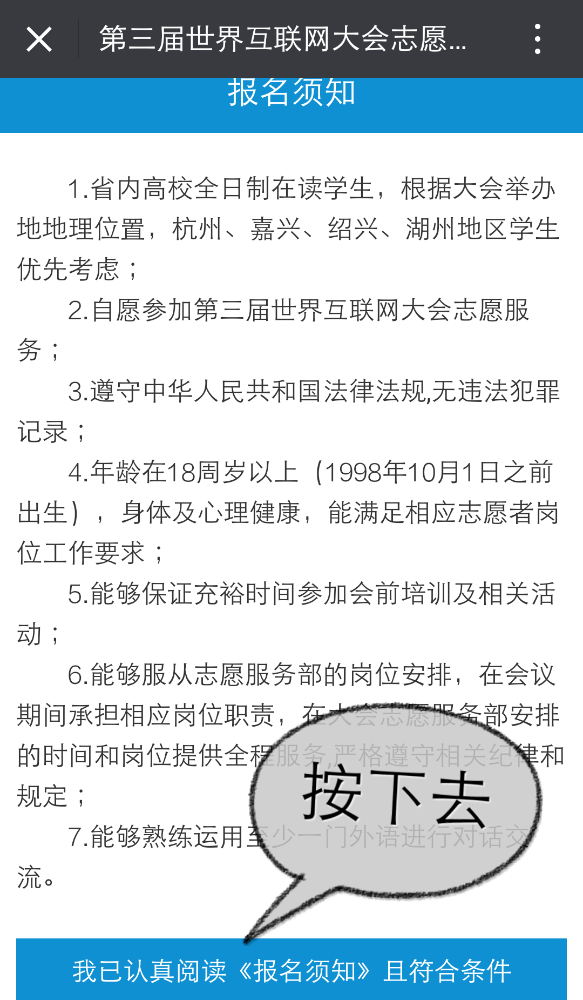 第三届世界互联网大会志愿...
报名须知
1.省内高校全日制在读学生，根据大会举办
地地理位置，杭州、嘉兴、绍兴、湖州地区学生
优先考虑；
2.自愿参加第三届世界互联网大会志愿服
务；
3.遵守中华人民共和国法律法规,无违法犯罪
记录；
4.年龄在18周岁以上（1998年10月1日之前
出生），身体及心理健康，能满足相应志愿者岗
位工作要求；
5.能够保证充裕时间参加会前培训及相关活
动；
6.能够服从志愿服务部的岗位安排，在会议
期间承担相应岗位职责，在大会志愿服务部安排
的时间和岗位提供全程服务,严格遵守相关纪律和
规定；
按下去
7.能够熟练运用至少一门外语进行对话交
流。
我已认真阅读《报名须知》且符合条件